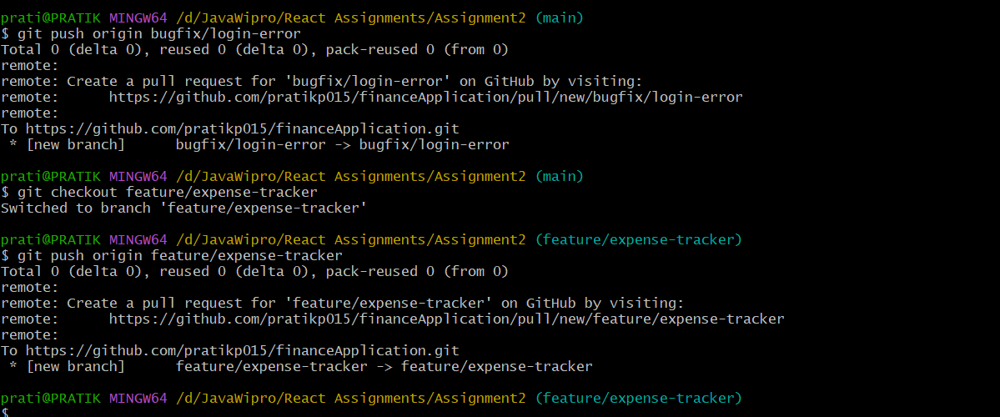 prati@PRATIK MINGW64 /d/JavaWipro/React Assignments/Assignment2 (main)
$ git push origin bugfix/login-error
Total 0 (delta 0), reused 0 (delta 0), pack-reused 0 (from 0)
remote:
remote: Create a pull request for 'bugfix/login-error' on GitHub by visiting:
remote:      https://github.com/pratikp015/financeApplication/pull/new/bugfix/login-error
remote:
To https://github.com/pratikp015/financeApplication.git
 * [new branch]      bugfix/login-error -> bugfix/login-error
prati@PRATIK MINGW64 /d/JavaWipro/React Assignments/Assignment2 (main)
$ git checkout feature/expense-tracker
Switched to branch 'feature/expense-tracker'
prati@PRATIK MINGW64 /d/JavaWipro/React Assignments/Assignment2 (feature/expense-tracker)
$ git push origin feature/expense-tracker
Total 0 (delta 0), reused 0 (delta 0), pack-reused 0 (from 0)
remote:
remote: Create a pull request for 'feature/expense-tracker' on GitHub by visiting:
remote:      https://github.com/pratikp015/financeApplication/pull/new/feature/expense-tracker
remote:
To https://github.com/pratikp015/financeApplication.git
 * [new branch]      feature/expense-tracker -> feature/expense-tracker
prati@PRATIK MINGW64 /d/JavaWipro/React Assignments/Assignment2 (feature/expense-tracker)
$